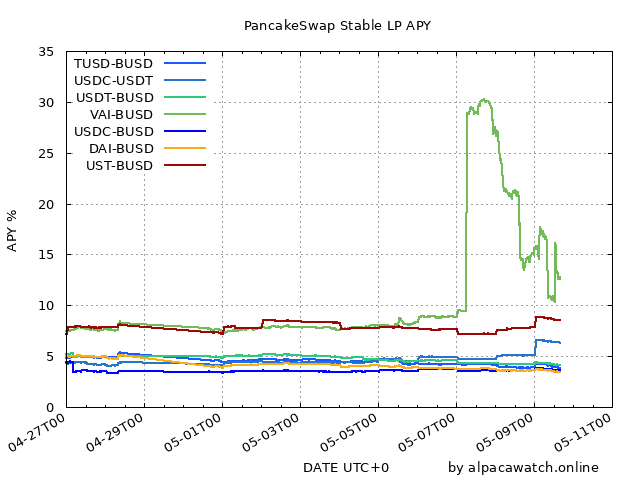 PancakeSwap Stable LP APY
35
30
25
20
15
10
5
0
APY %
TUSD-BUSD
USDC-USDT
USDT-BUSD
VAI-BUSD
USDC-BUSD
DAI-BUSD
UST-BUSD
04-27T00
04-29T00
05-01T00
05-03T00
05-05T00
05-07T00
05-09T00
05-11T00
DATE UTC+0
by alpacawatch.online